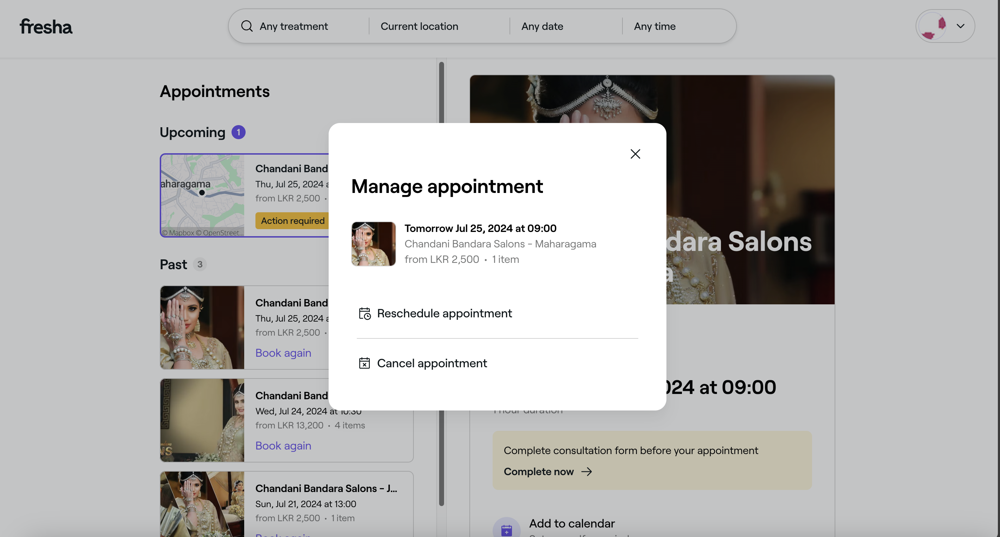 fresha
Any treatment
Current location
Any date
Any time
Appointments
Upcoming 1
aharagama
© Mapbox © OpenStreet...
Chandani Band
Thu, Jul 25, 2024 a
from LKR 2,500 •
Action required
Past 3
Chandani Band
Thu, Jul 25, 2024 a
from LKR 2,500 •
Book again
Chandani Band
Wed, Jul 24, 2024 at 10:30
from LKR 13,200 • 4 items
Book again
ndara
NS
Chandani Bandara Salons - J...
Sun, Jul 21, 2024 at 13:00
from LKR 2,500 • 1 item
Book again
Manage appointment
Tomorrow Jul 25, 2024 at 09:00
Chandani Bandara Salons - Maharagama
from LKR 2,500 • 1 item
Reschedule appointment
Cancel appointment
dara Salons
a
024 at 09:00
1 hour duration
Complete consultation form before your appointment
Complete now →
Add to calendar